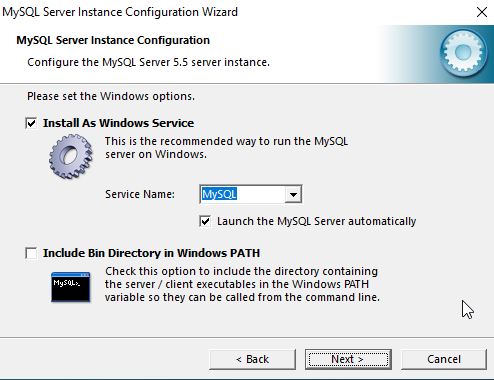 MySQL Server Instance Configuration Wizard
MySQL Server Instance Configuration
Configure the MySQL Server 5.5 server instance.
Please set the Windows options.
Install As Windows Service
This is the recommended way to run the MySQL
server on Windows.
Service Name:
MySQL
Launch the MySQL Server automatically
Include Bin Directory in Windows PATH
MySQL>_
Check this option to include the directory containing
the server / client executables in the Windows PATH
variable so they can be called from the command line.
< Back
Next >
Cancel